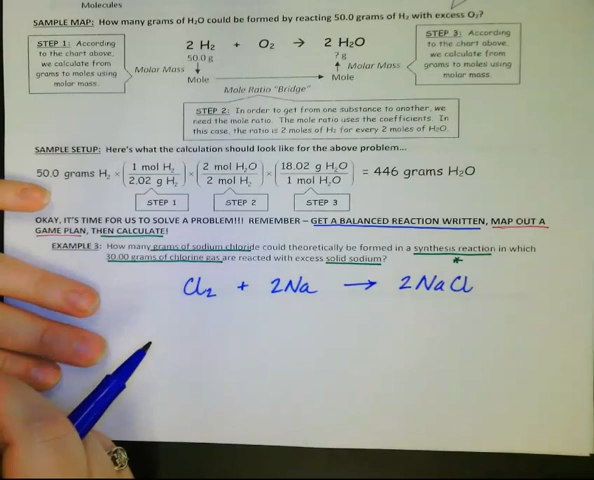 Molecules
SAMPLE MAP: How many grams of H₂O could be formed by reacting 50.0 grams of H₂ with excess O₂?
STEP 1: According
to the chart above,
we calculate from
grams to moles using
molar mass.
2 H₂ + O₂ → 2 H₂O
50.0 g ? g
Molar Mass ↓ ↑ Molar Mass
Mole → Mole
Mole Ratio "Bridge"
STEP 3: According
to the chart above,
we calculate from
grams to moles using
molar mass.
STEP 2: In order to get from one substance to another, we
need the mole ratio. The mole ratio uses the coefficients. In
this case, the ratio is 2 moles of H₂ for every 2 moles of H₂O.
SAMPLE SETUP: Here's what the calculation should look like for the above problem...
50.0 grams H₂ × (1 mol H₂ / 2.02 g H₂) × (2 mol H₂O / 2 mol H₂) × (18.02 g H₂O / 1 mol H₂O) = 446 grams H₂O
STEP 1 STEP 2 STEP 3
OKAY, IT'S TIME FOR US TO SOLVE A PROBLEM!!! REMEMBER – GET A BALANCED REACTION WRITTEN, MAP OUT A
GAME PLAN, THEN CALCULATE!
EXAMPLE 3: How many grams of sodium chloride could theoretically be formed in a synthesis reaction in which
30.00 grams of chlorine gas are reacted with excess solid sodium?
Cl₂ + 2Na → 2NaCl